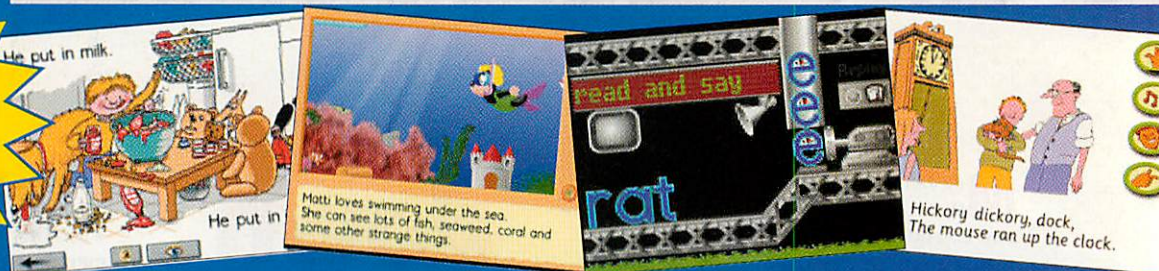 He put in milk.
He put in
Matti loves swimming under the sea.
She can see lots of fish, seaweed, coral and
some other strange things.
read and say
rat
e
e
e
e
Hickory dickory, dock,
The mouse ran up the clock.